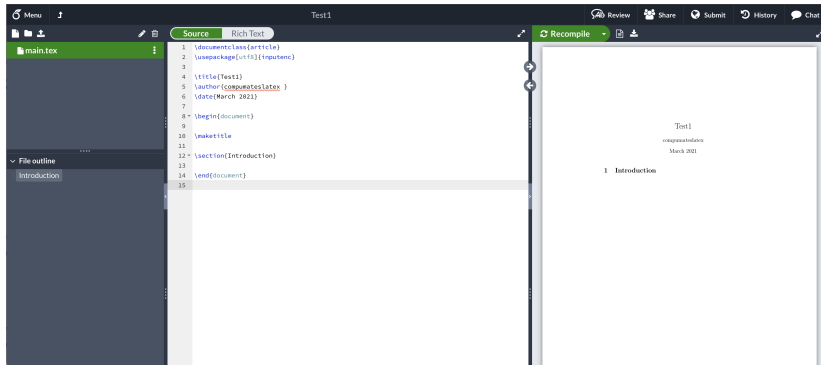 Menu
Test1
Review
Share
Submit
History
Chat
main.tex
File outline
Introduction
Source
Rich Text
1 \documentclass{article}
2 \usepackage[utf8]{inputenc}
3
4 \title{Test1}
5 \author{compumateslatex }
6 \date{March 2021}
7
8 \begin{document}
9
10 \maketitle
11
12 \section{Introduction}
13
14 \end{document}
15
Recompile
Test1
compumateslatex
March 2021
1 Introduction